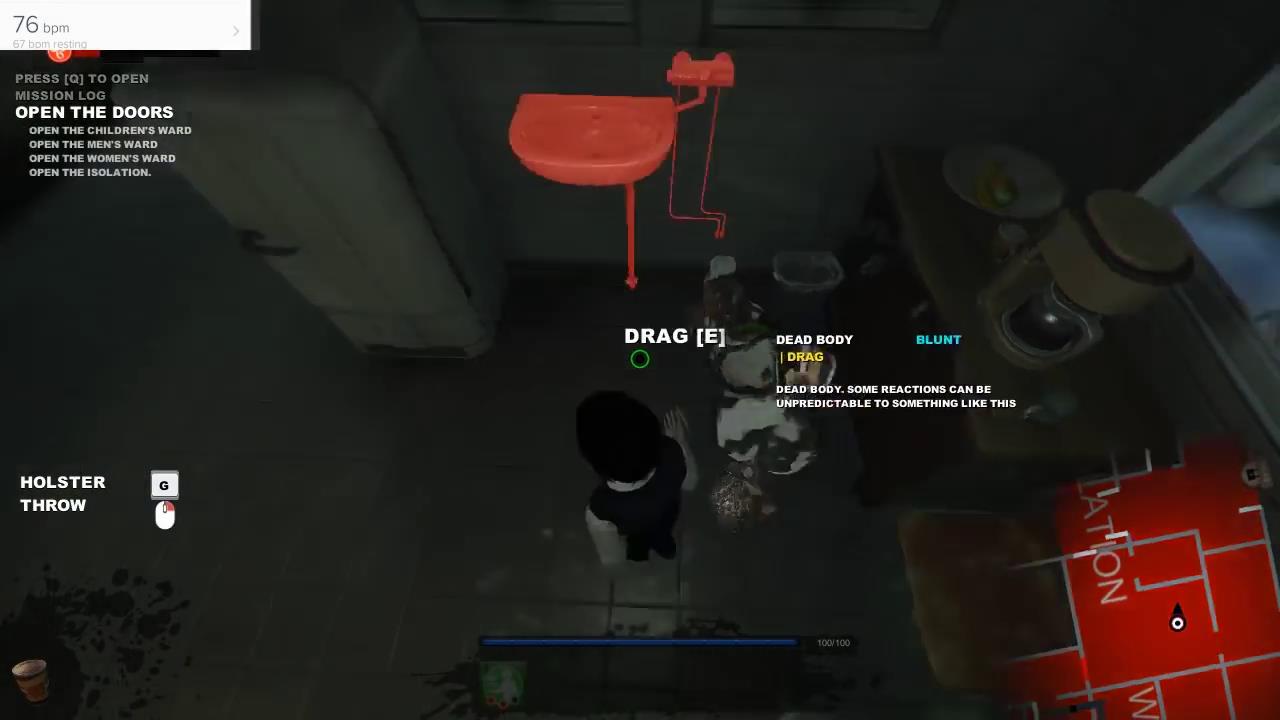 76 bpm
67 bpm resting
PRESS [Q] TO OPEN
MISSION LOG
OPEN THE DOORS
OPEN THE CHILDREN'S WARD
OPEN THE MEN'S WARD
OPEN THE WOMEN'S WARD
OPEN THE ISOLATION.
DRAG [E]
DEAD BODY BLUNT
| DRAG
DEAD BODY. SOME REACTIONS CAN BE
UNPREDICTABLE TO SOMETHING LIKE THIS
HOLSTER G
THROW
ATION
W
100/100